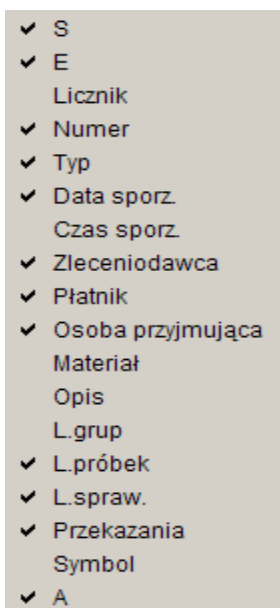 S
E
Licznik
Numer
Typ
Data sporz.
Czas sporz.
Zleceniodawca
Płatnik
Osoba przyjmująca
Materiał
Opis
L.grup
L.próbek
L.spraw.
Przekazania
Symbol
A